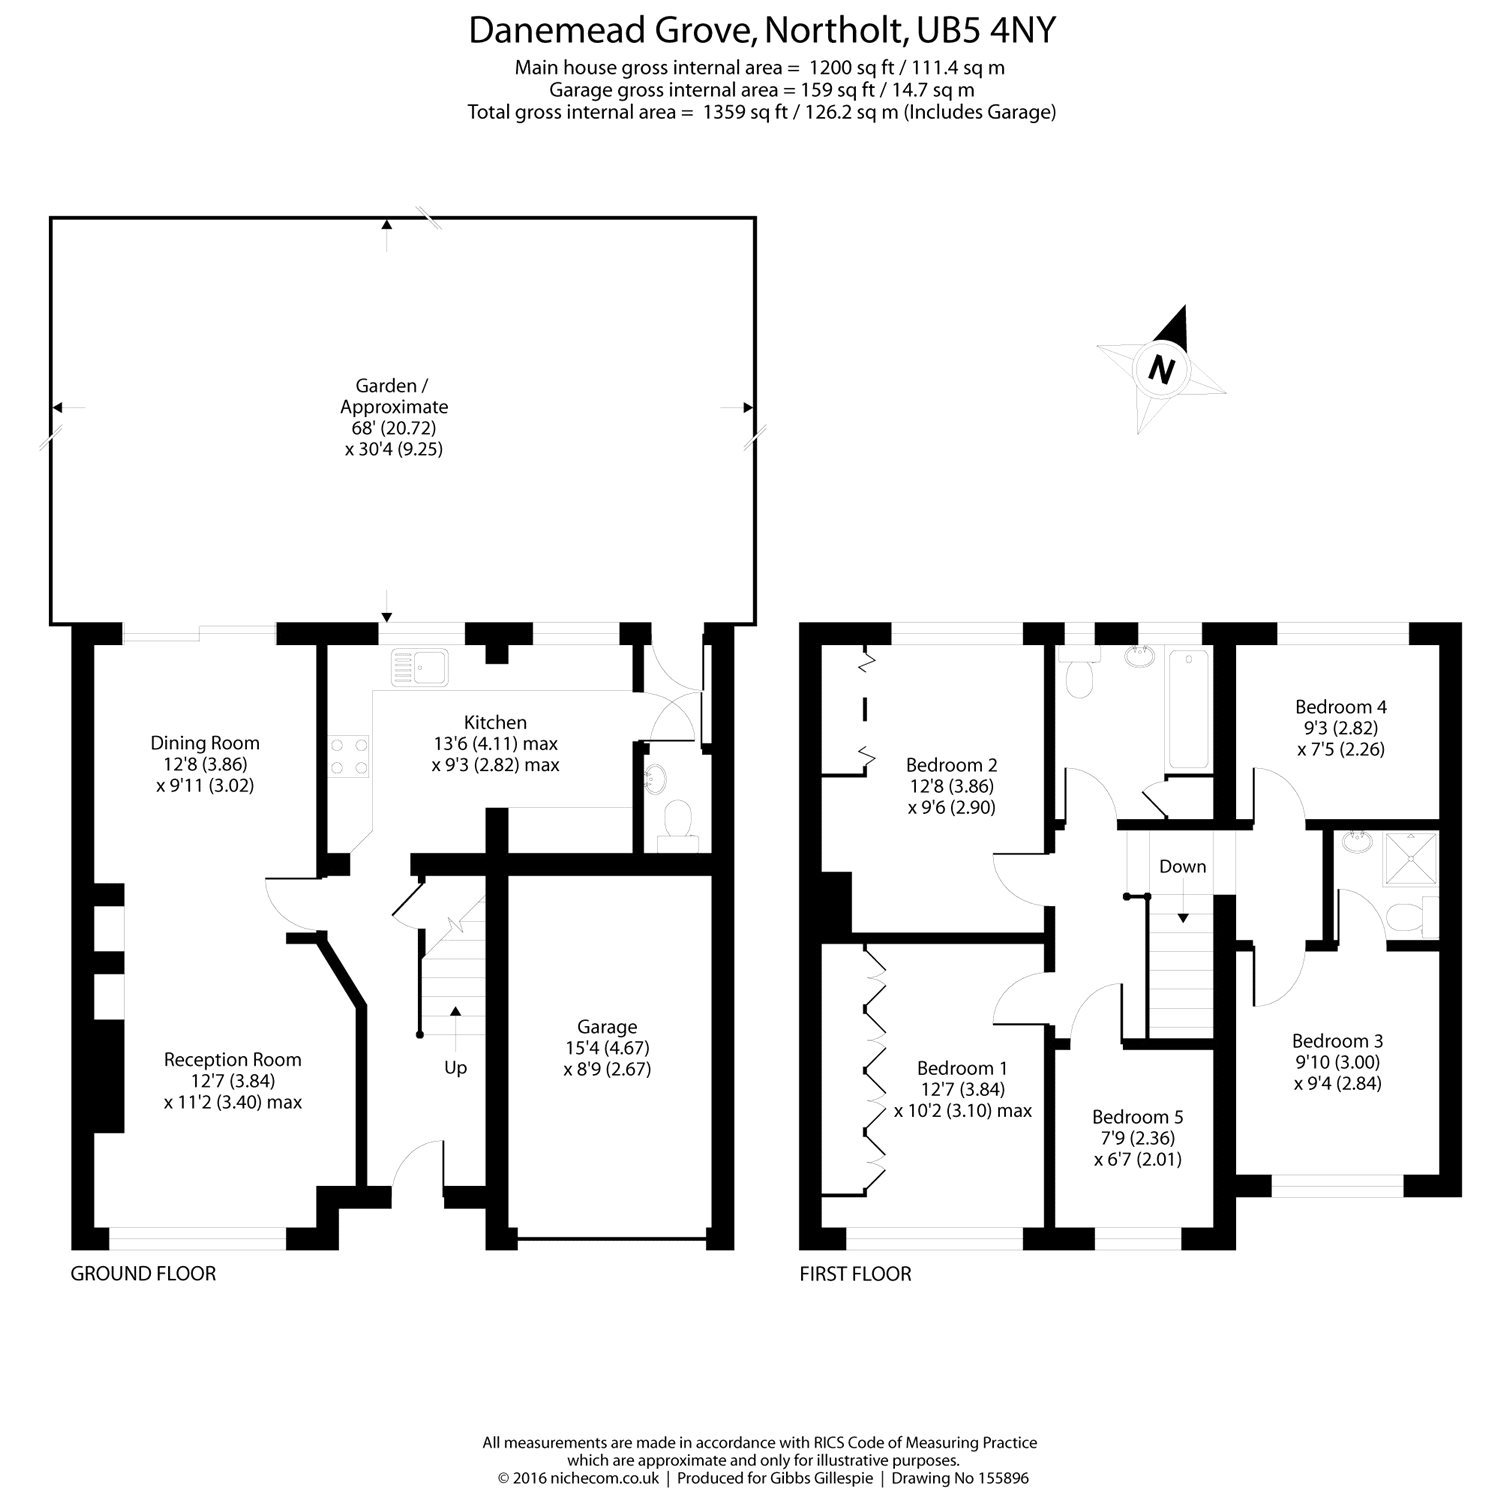 Danemead Grove, Northolt, UB5 4NY
Main house gross internal area = 1200 sq ft / 111.4 sq m
Garage gross internal area = 159 sq ft / 14.7 sq m
Total gross internal area = 1359 sq ft / 126.2 sq m (Includes Garage)
Garden /
Approximate
68' (20.72)
x 30'4 (9.25)
N
Dining Room
12'8 (3.86)
x 9'11 (3.02)
Kitchen
13'6 (4.11) max
x 9'3 (2.82) max
Reception Room
12'7 (3.84)
x 11'2 (3.40) max
Up
Garage
15'4 (4.67)
x 8'9 (2.67)
GROUND FLOOR
Bedroom 2
12'8 (3.86)
x 9'6 (2.90)
Bedroom 4
9'3 (2.82)
x 7'5 (2.26)
Down
Bedroom 1
12'7 (3.84)
x 10'2 (3.10) max
Bedroom 5
7'9 (2.36)
x 6'7 (2.01)
Bedroom 3
9'10 (3.00)
x 9'4 (2.84)
FIRST FLOOR
All measurements are made in accordance with RICS Code of Measuring Practice
which are approximate and only for illustrative purposes.
© 2016 nichecom.co.uk | Produced for Gibbs Gillespie | Drawing No 155896